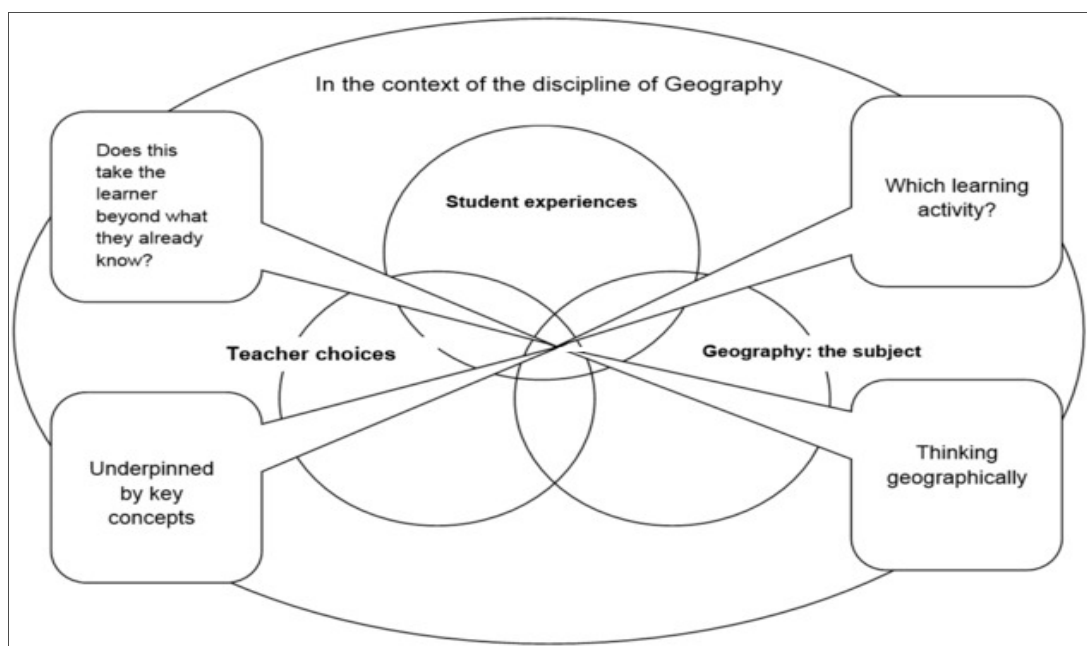 In the context of the discipline of Geography
Does this
take the
learner
beyond what
they already
know?
Which learning
activity?
Student experiences
Teacher choices
Geography: the subject
Underpinned
by key
concepts
Thinking
geographically